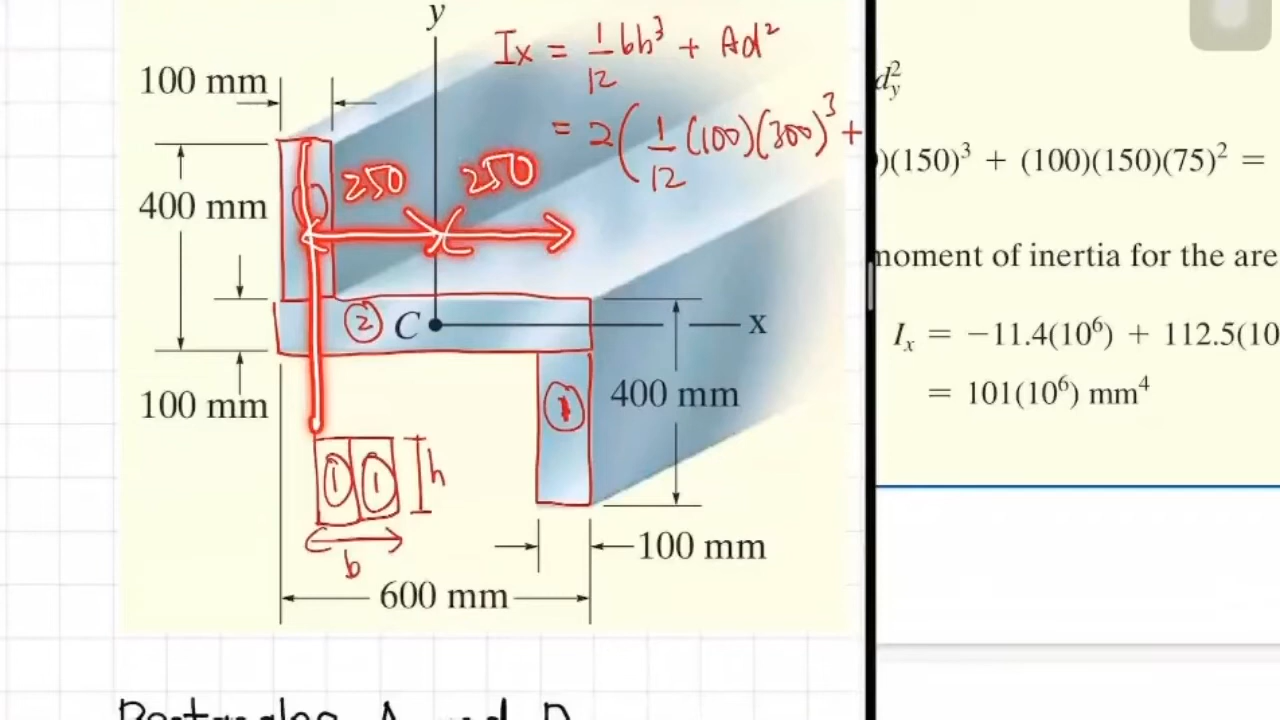 y
Ix = 1/12 bh³ + Ad²
100 mm
= 2(1/12 (100)(300)³ +
250 250
400 mm
② C x
100 mm
400 mm
①
① ① h
b
100 mm
600 mm
d_y²
)(150)³ + (100)(150)(75)² =
moment of inertia for the are
I_x = −11.4(10⁶) + 112.5(10
= 101(10⁶) mm⁴